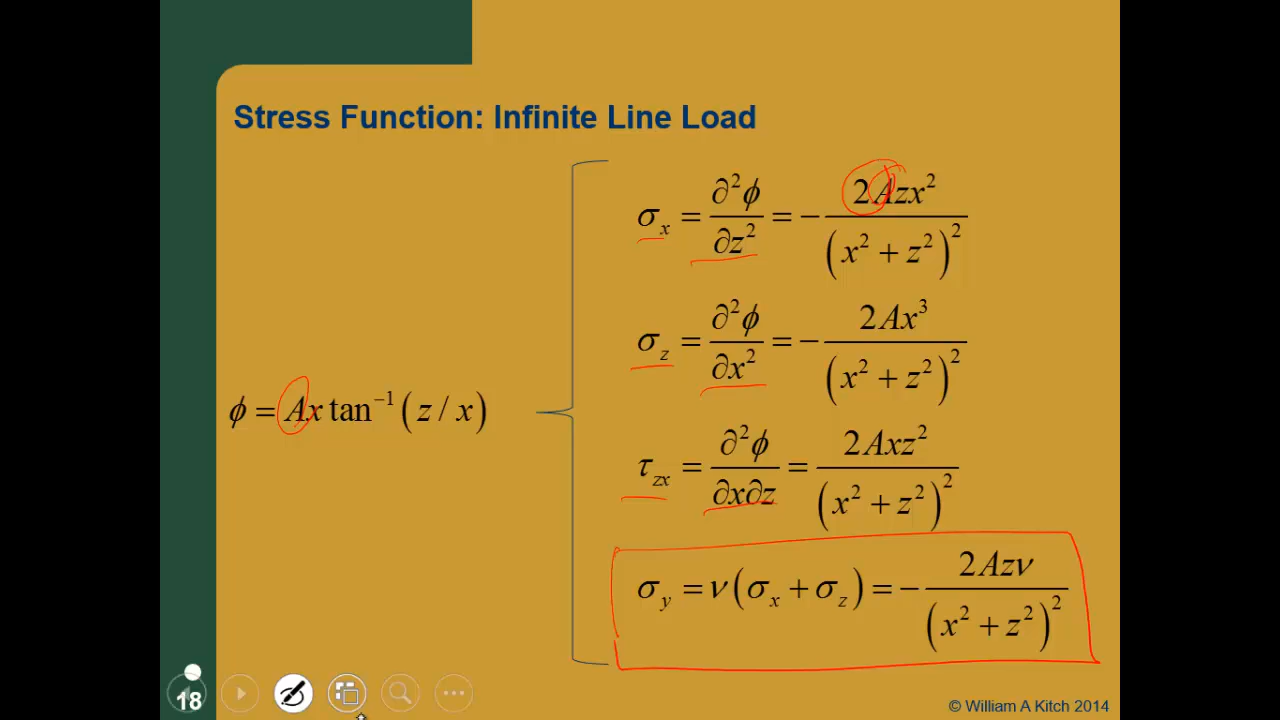 Stress Function: Infinite Line Load
σ_x = ∂²ϕ/∂z² = −2Azx²/(x² + z²)²
σ_z = ∂²ϕ/∂x² = −2Ax³/(x² + z²)²
ϕ = Ax tan⁻¹(z / x)
τ_zx = ∂²ϕ/∂x∂z = 2Axz²/(x² + z²)²
σ_y = ν(σ_x + σ_z) = −2Azν/(x² + z²)²
18
© William A Kitch 2014